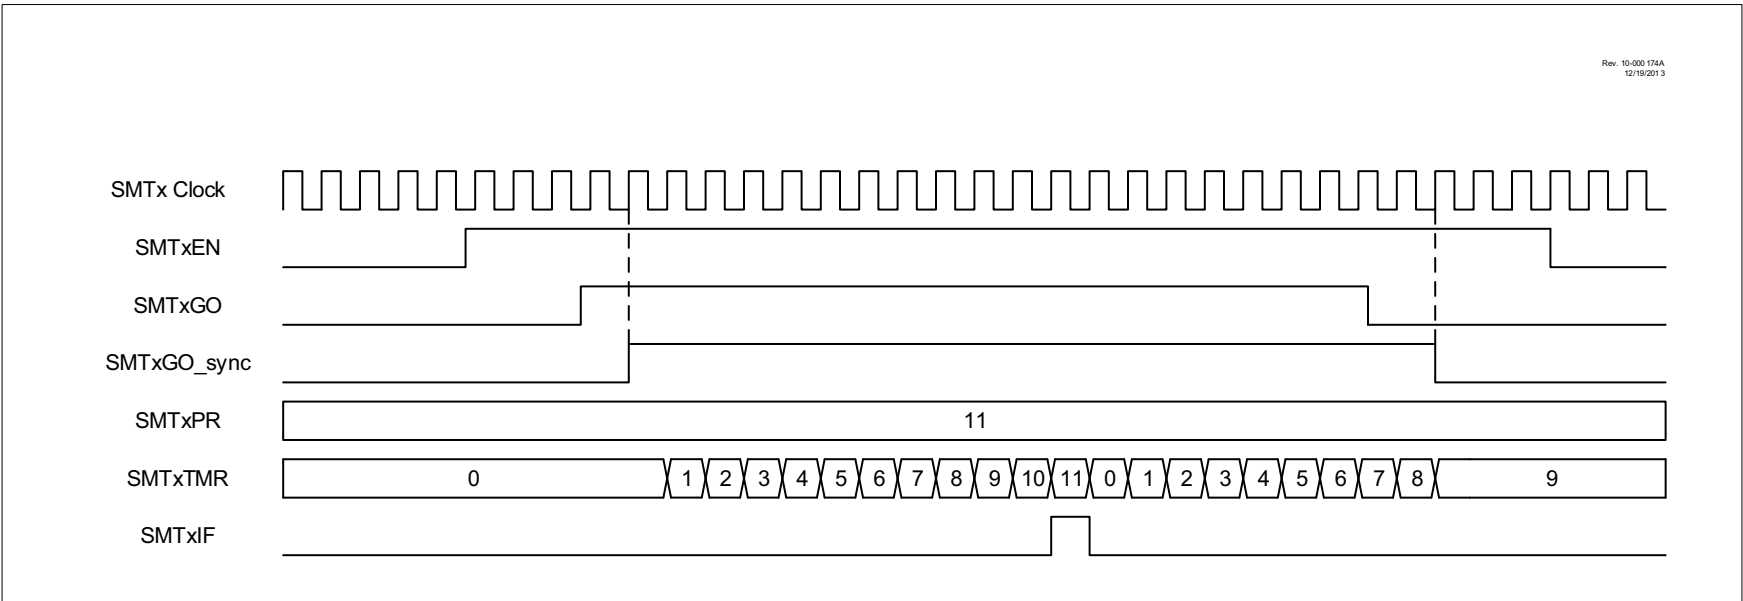 Rev. 10-000 174A
12/19/201 3
SMTx Clock
SMTxEN
SMTxGO
SMTxGO_sync
SMTxPR 11
SMTxTMR 0 1 2 3 4 5 6 7 8 9 10 11 0 1 2 3 4 5 6 7 8 9
SMTxIF